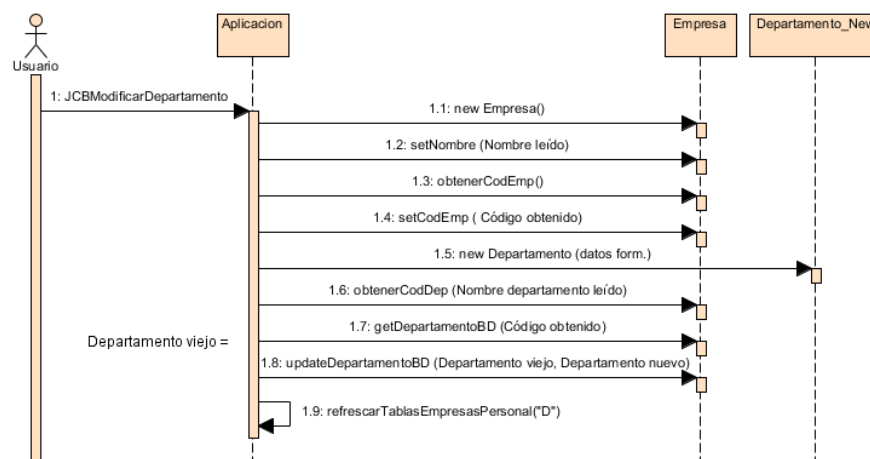 Aplicacion
Empresa
Departamento_New
Usuario
1: JCBModificarDepartamento
1.1: new Empresa()
1.2: setNombre (Nombre leído)
1.3: obtenerCodEmp()
1.4: setCodEmp ( Código obtenido)
1.5: new Departamento (datos form.)
1.6: obtenerCodDep (Nombre departamento leído)
1.7: getDepartamentoBD (Código obtenido)
Departamento viejo =
1.8: updateDepartamentoBD (Departamento viejo, Departamento nuevo)
1.9: refrescarTablasEmpresasPersonal("D")